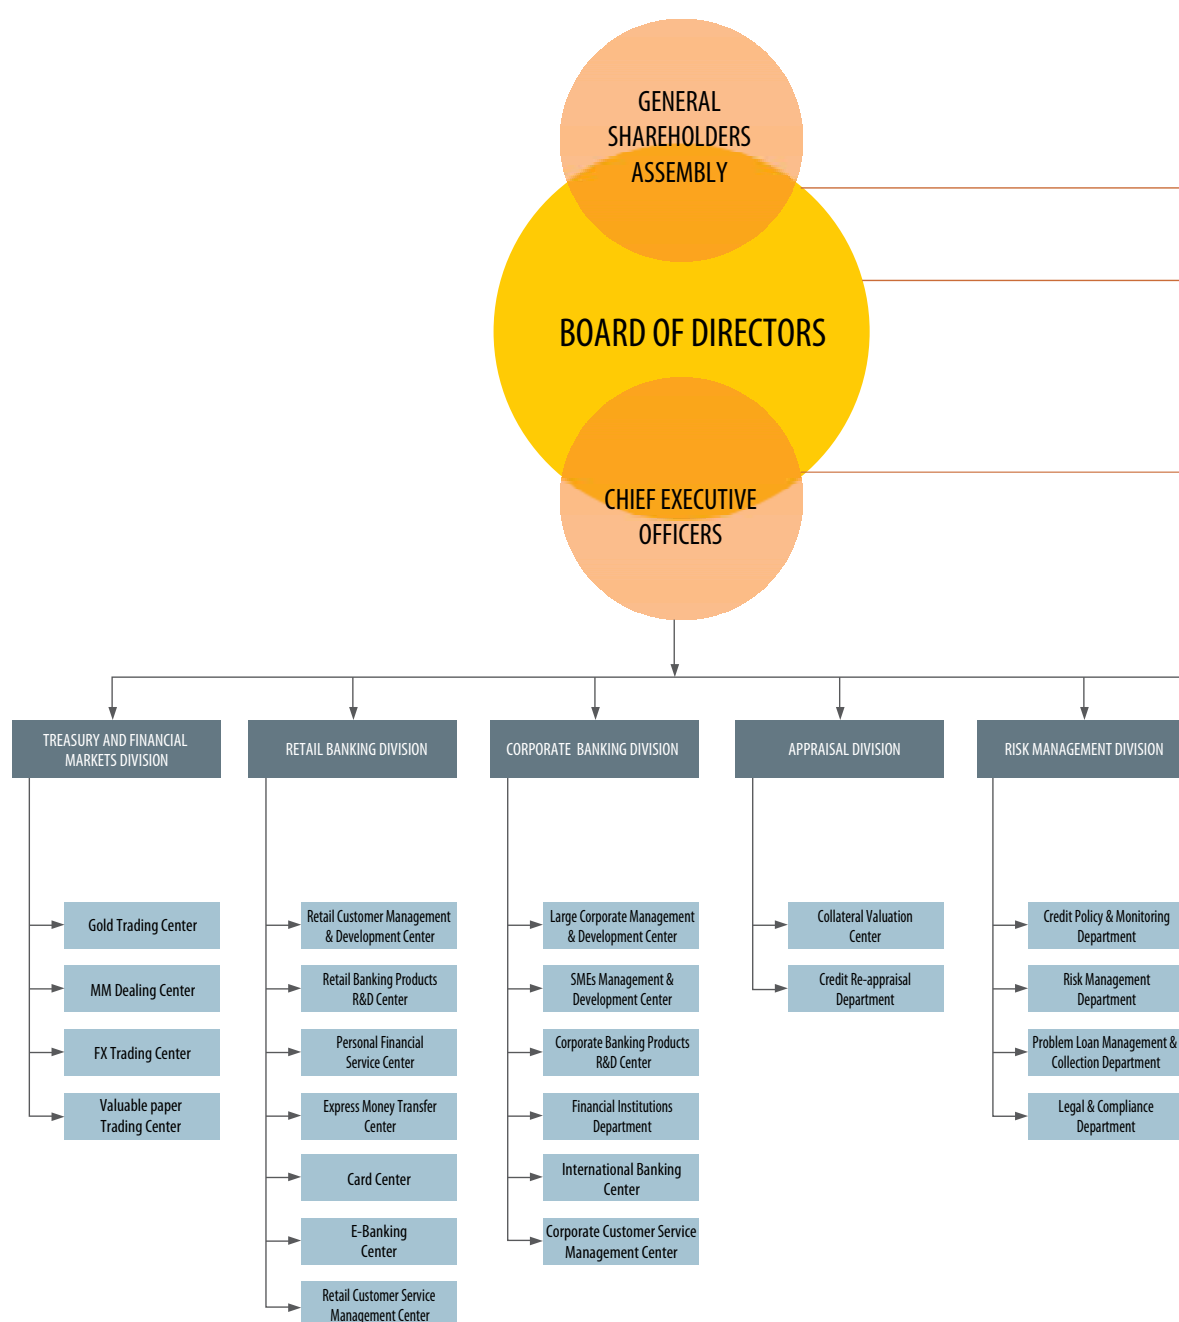 GENERAL
SHAREHOLDERS
ASSEMBLY
BOARD OF DIRECTORS
CHIEF EXECUTIVE
OFFICERS
TREASURY AND FINANCIAL
MARKETS DIVISION
RETAIL BANKING DIVISION
CORPORATE BANKING DIVISION
APPRAISAL DIVISION
RISK MANAGEMENT DIVISION
Gold Trading Center
MM Dealing Center
FX Trading Center
Valuable paper
Trading Center
Retail Customer Management
& Development Center
Retail Banking Products
R&D Center
Personal Financial
Service Center
Express Money Transfer
Center
Card Center
E-Banking
Center
Retail Customer Service
Management Center
Large Corporate Management
& Development Center
SMEs Management &
Development Center
Corporate Banking Products
R&D Center
Financial Institutions
Department
International Banking
Center
Corporate Customer Service
Management Center
Collateral Valuation
Center
Credit Re-appraisal
Department
Credit Policy & Monitoring
Department
Risk Management
Department
Problem Loan Management &
Collection Department
Legal & Compliance
Department